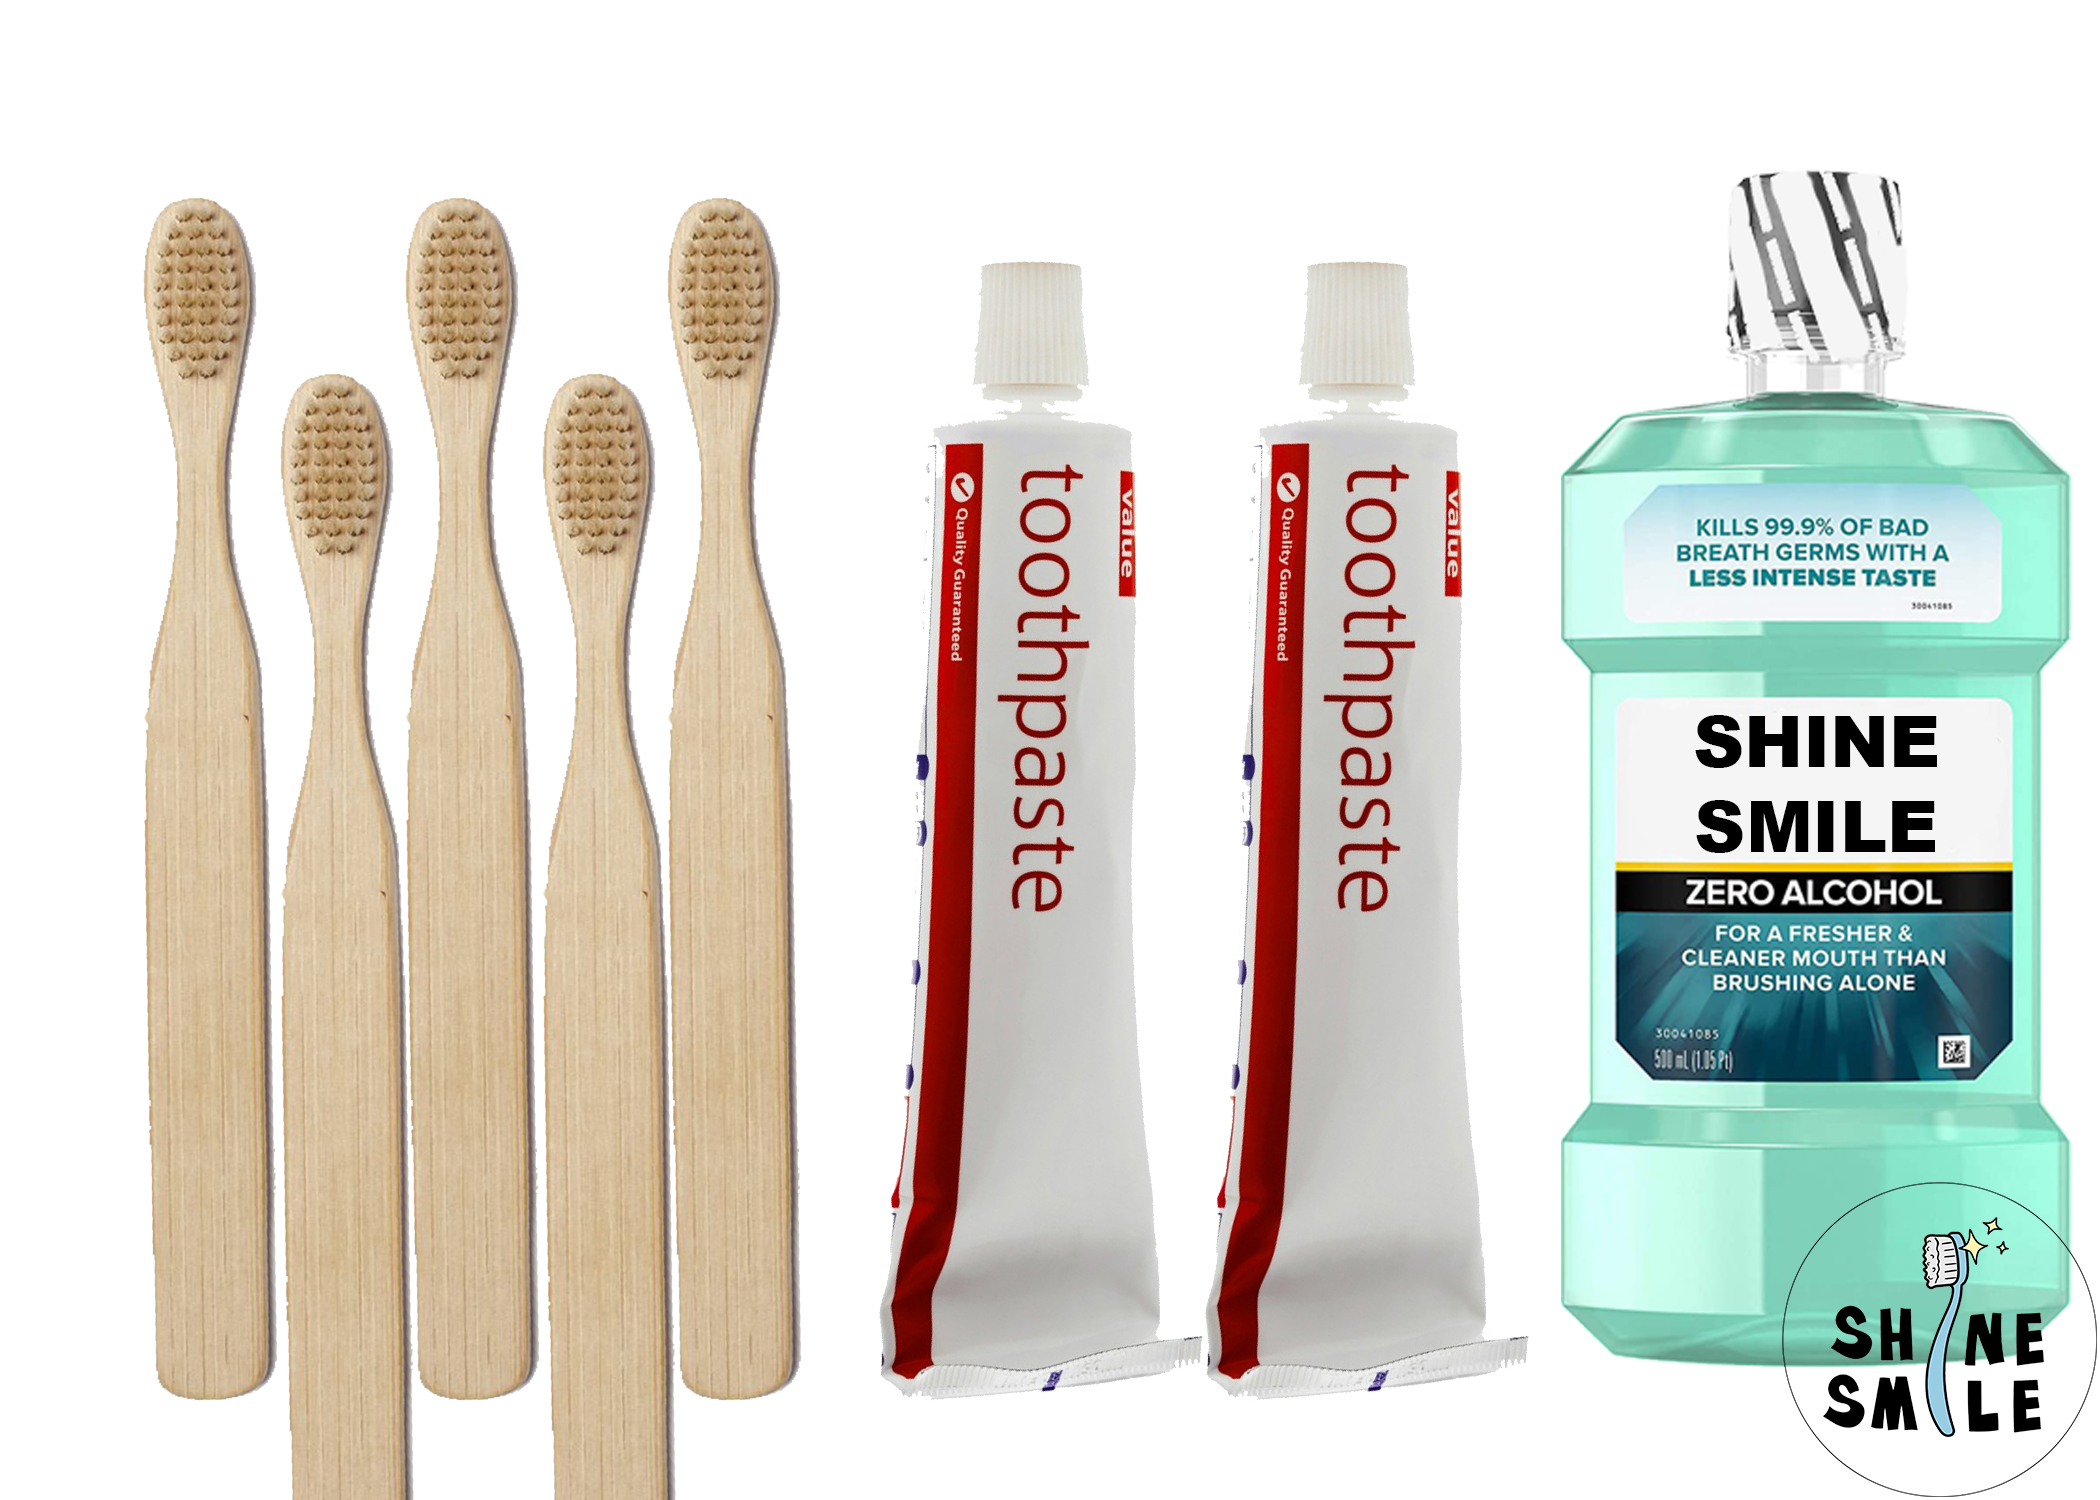 value
toothpaste
Quality Guaranteed
value
toothpaste
Quality Guaranteed
KILLS 99.9% OF BAD
BREATH GERMS WITH A
LESS INTENSE TASTE
30041085
SHINE
SMILE
ZERO ALCOHOL
FOR A FRESHER &
CLEANER MOUTH THAN
BRUSHING ALONE
30041085
500 mL (1.05 Pt)
SHINE
SMILE